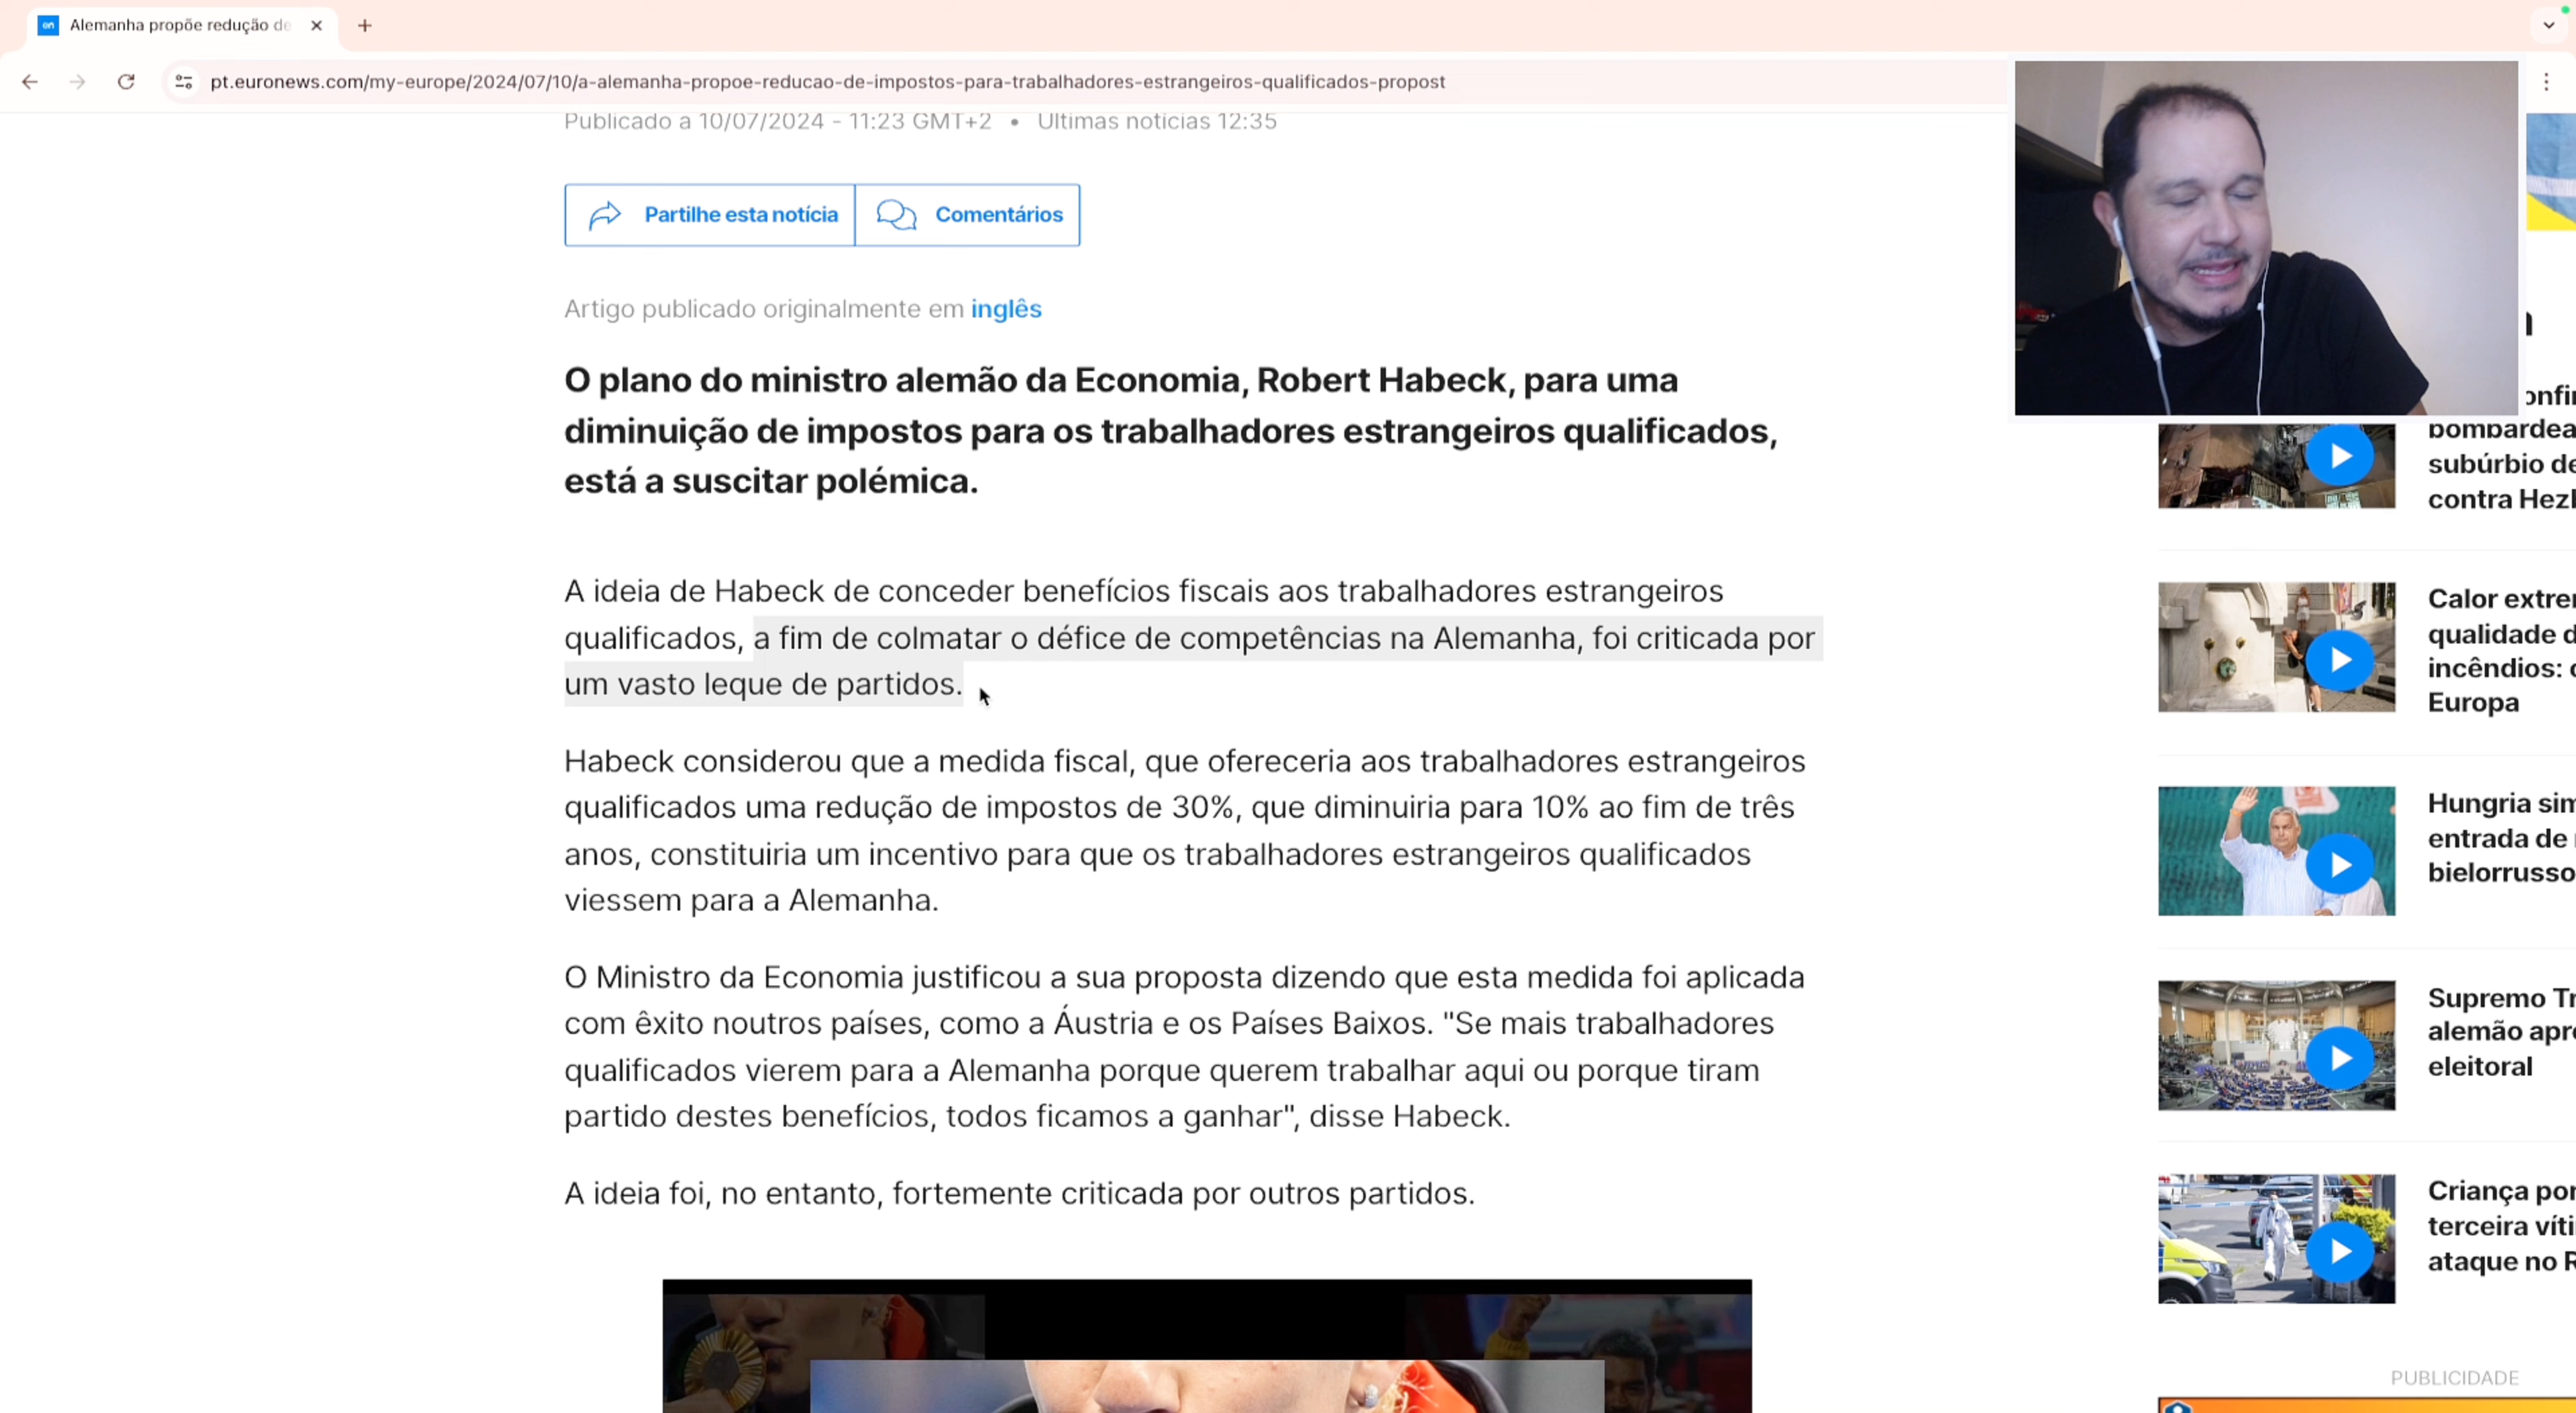 Alemanha propõe redução de
pt.euronews.com/my-europe/2024/07/10/a-alemanha-propoe-reducao-de-impostos-para-trabalhadores-estrangeiros-qualificados-propost
Publicado a 10/07/2024 - 11:23 GMT+2 • Últimas notícias 12:35
Partilhe esta notícia
Comentários
Artigo publicado originalmente em inglês
O plano do ministro alemão da Economia, Robert Habeck, para uma
diminuição de impostos para os trabalhadores estrangeiros qualificados,
está a suscitar polémica.
A ideia de Habeck de conceder benefícios fiscais aos trabalhadores estrangeiros
qualificados, a fim de colmatar o défice de competências na Alemanha, foi criticada por
um vasto leque de partidos.
Habeck considerou que a medida fiscal, que ofereceria aos trabalhadores estrangeiros
qualificados uma redução de impostos de 30%, que diminuiria para 10% ao fim de três
anos, constituiria um incentivo para que os trabalhadores estrangeiros qualificados
viessem para a Alemanha.
O Ministro da Economia justificou a sua proposta dizendo que esta medida foi aplicada
com êxito noutros países, como a Áustria e os Países Baixos. "Se mais trabalhadores
qualificados vierem para a Alemanha porque querem trabalhar aqui ou porque tiram
partido destes benefícios, todos ficamos a ganhar", disse Habeck.
A ideia foi, no entanto, fortemente criticada por outros partidos.
onfi
bombardea
subúrbio de
contra Hez
Calor extre
qualidade d
incêndios:
Europa
Hungria sim
entrada de
bielorrusso
Supremo Tr
alemão apr
eleitoral
Criança por
terceira víti
ataque no R
PUBLICIDADE